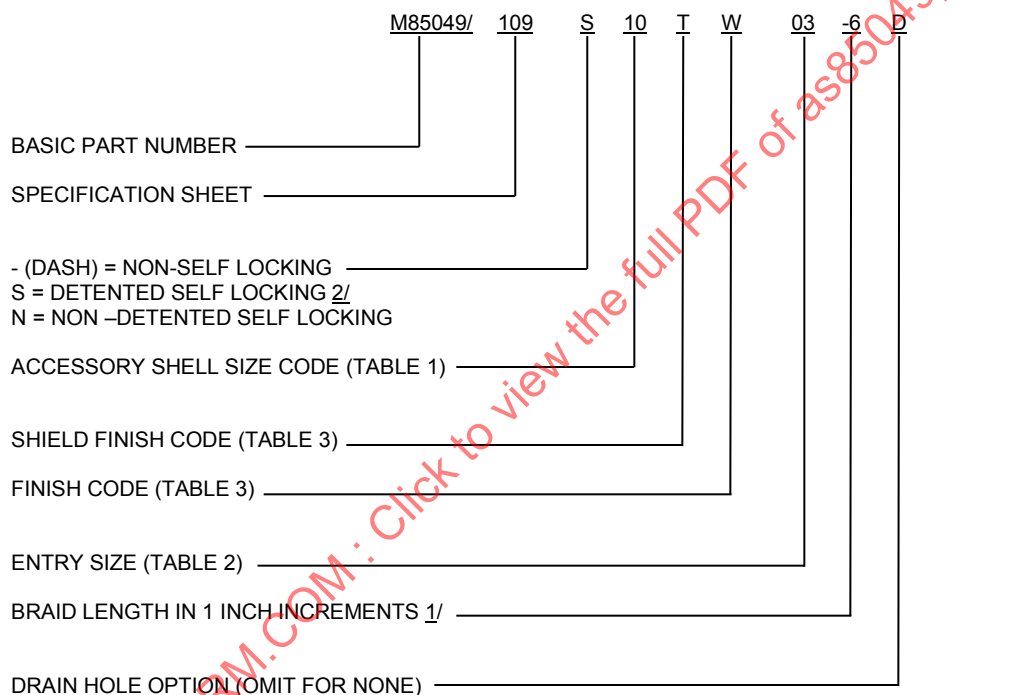 M85049/ 109 S 10 T W 03 -6 D
BASIC PART NUMBER
SPECIFICATION SHEET
- (DASH) = NON-SELF LOCKING
S = DETENTED SELF LOCKING 2/
N = NON –DETENTED SELF LOCKING
ACCESSORY SHELL SIZE CODE (TABLE 1)
SHIELD FINISH CODE (TABLE 3)
FINISH CODE (TABLE 3)
ENTRY SIZE (TABLE 2)
BRAID LENGTH IN 1 INCH INCREMENTS 1/
DRAIN HOLE OPTION (OMIT FOR NONE)
RM.COM : Click to view the full PDF of as85049